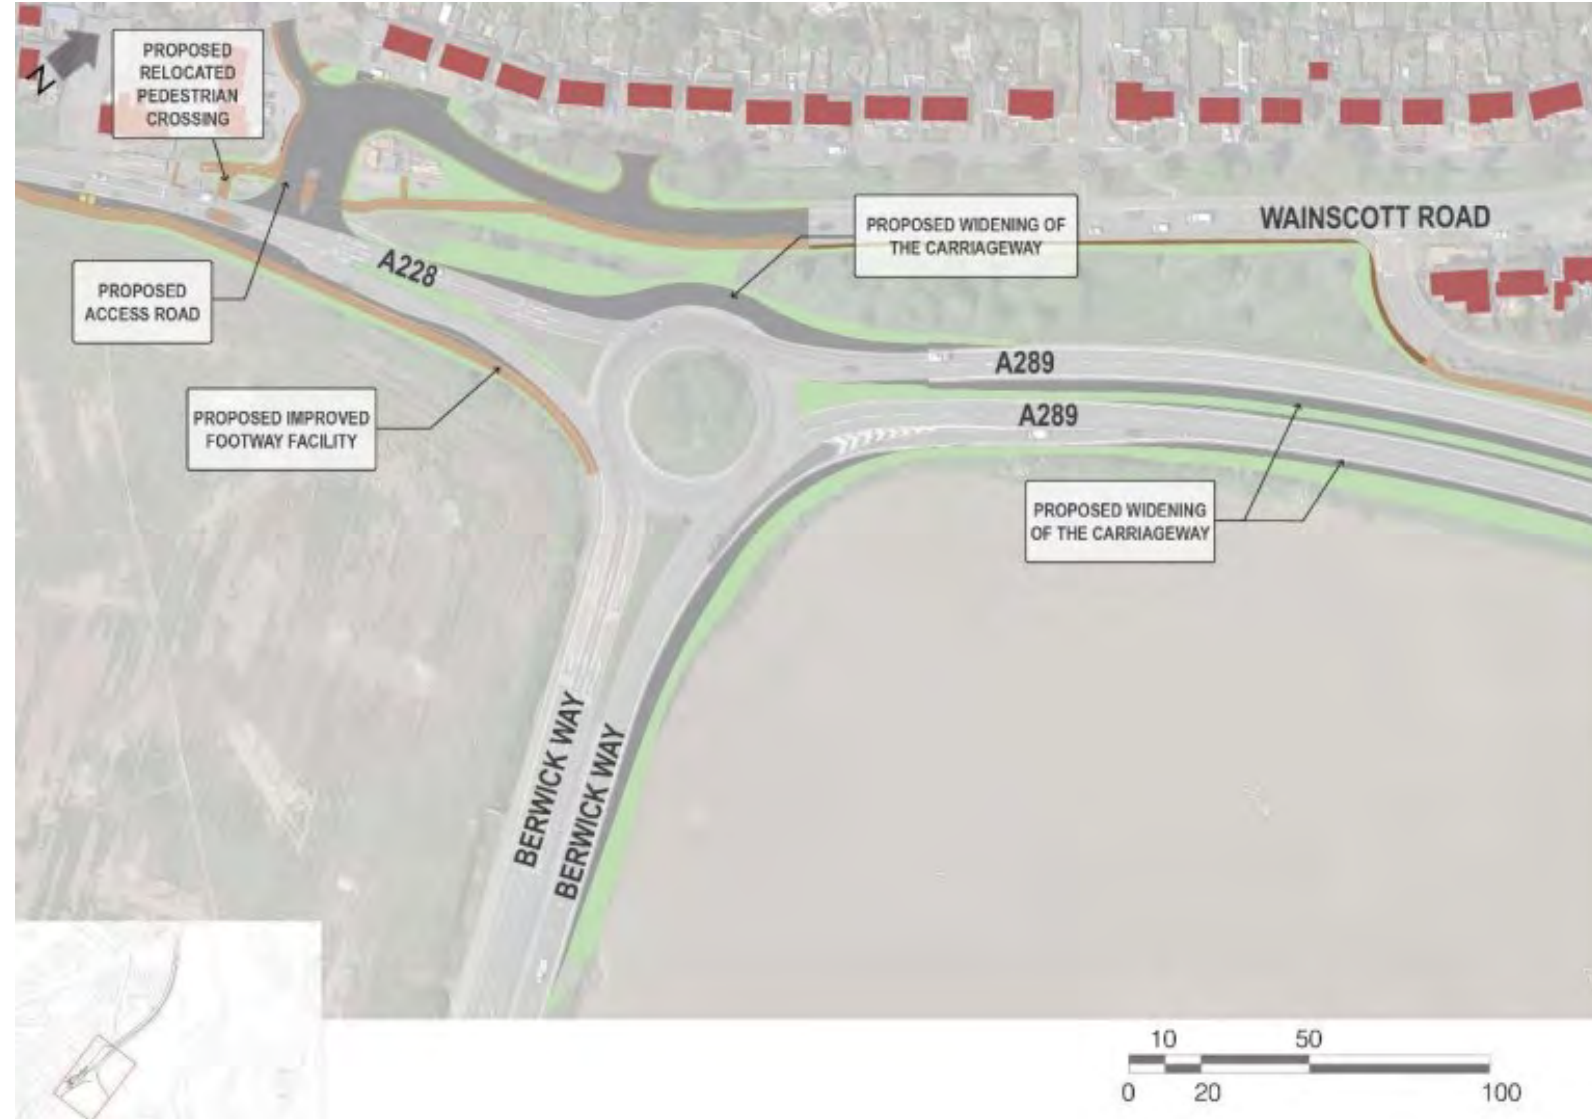 N
PROPOSED
RELOCATED
PEDESTRIAN
CROSSING
WAINSCOTT ROAD
PROPOSED WIDENING OF
THE CARRIAGEWAY
A228
PROPOSED
ACCESS ROAD
A289
A289
PROPOSED IMPROVED
FOOTWAY FACILITY
PROPOSED WIDENING
OF THE CARRIAGEWAY
BERWICK WAY
BERWICK WAY
10 50
0 20 100